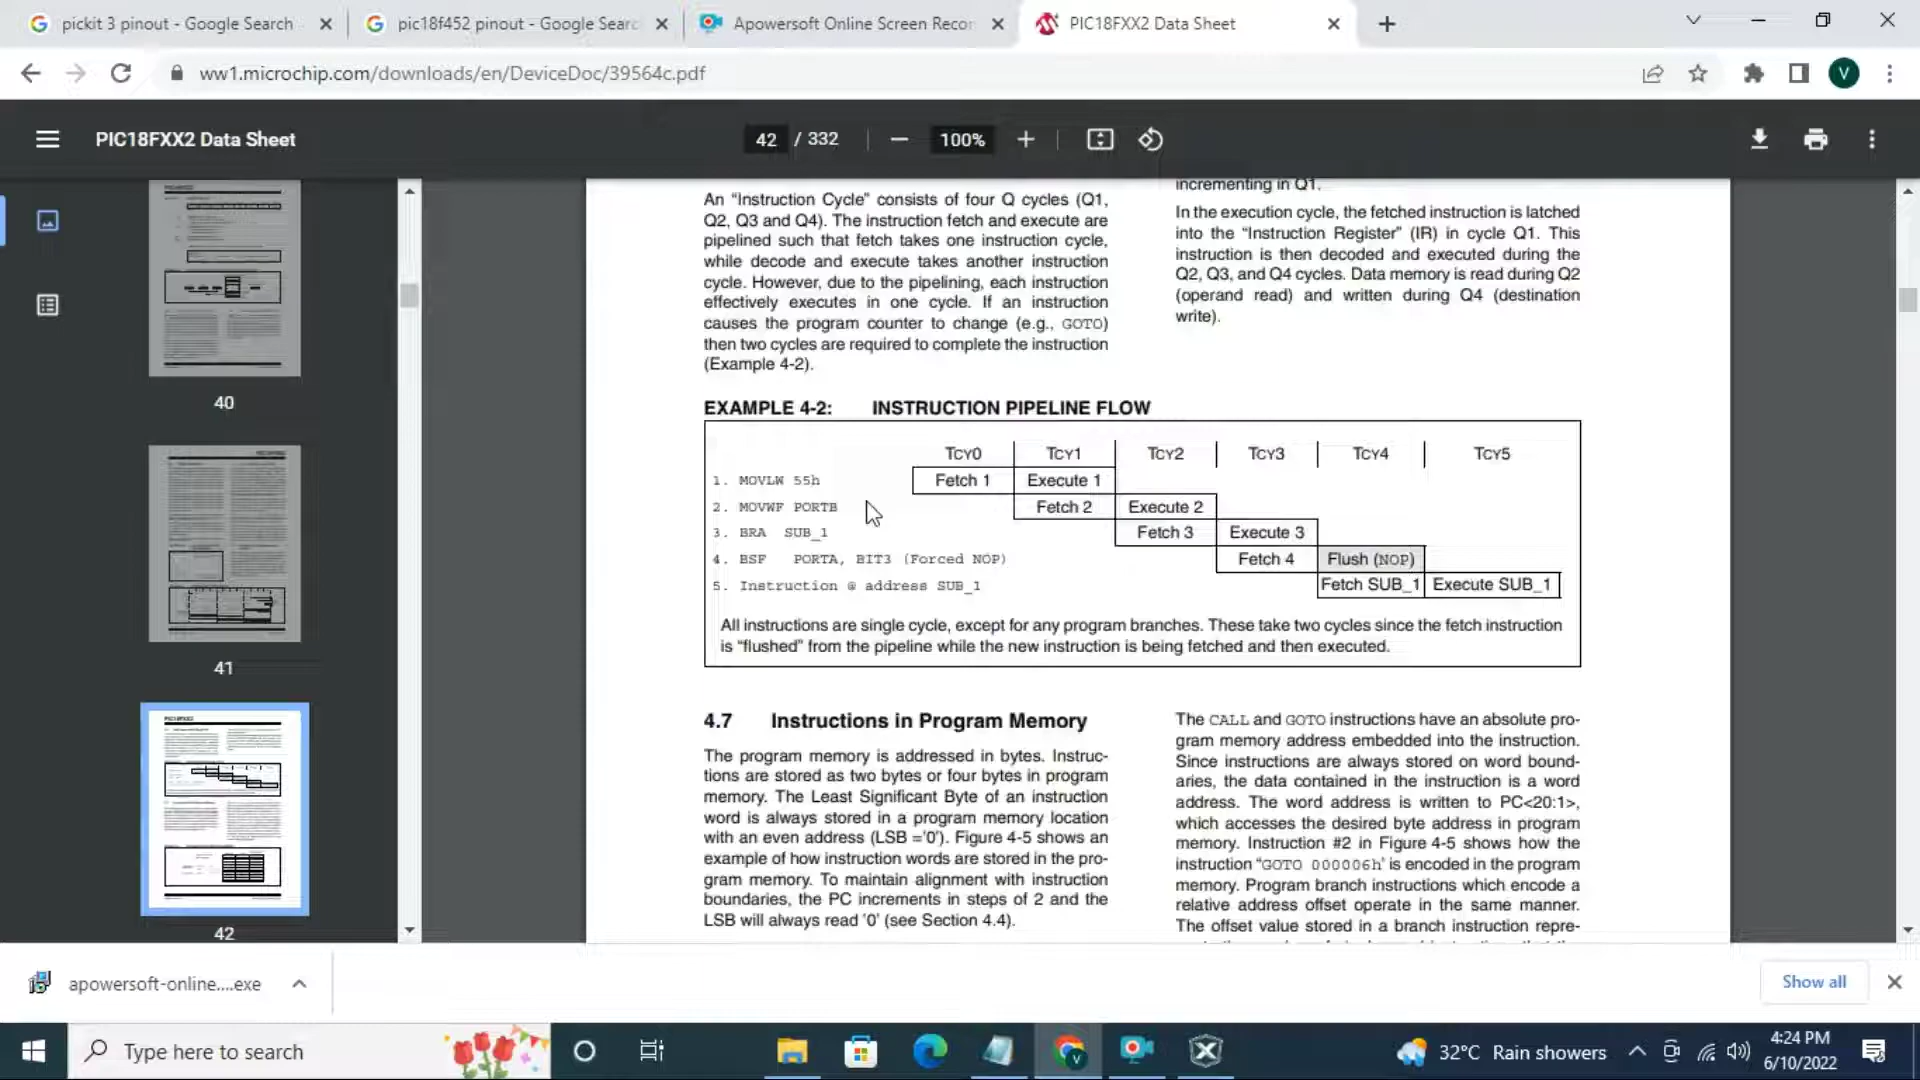 pickit 3 pinout - Google Search
pic18f452 pinout - Google Searc
Apowersoft Online Screen Recor
PIC18FXX2 Data Sheet
ww1.microchip.com/downloads/en/DeviceDoc/39564c.pdf
V
PIC18FXX2 Data Sheet
42 / 332
100%
40
41
42
An “Instruction Cycle” consists of four Q cycles (Q1,
Q2, Q3 and Q4). The instruction fetch and execute are
pipelined such that fetch takes one instruction cycle,
while decode and execute takes another instruction
cycle. However, due to the pipelining, each instruction
effectively executes in one cycle. If an instruction
causes the program counter to change (e.g., GOTO)
then two cycles are required to complete the instruction
(Example 4-2).
incrementing in Q1.
In the execution cycle, the fetched instruction is latched
into the “Instruction Register” (IR) in cycle Q1. This
instruction is then decoded and executed during the
Q2, Q3, and Q4 cycles. Data memory is read during Q2
(operand read) and written during Q4 (destination
write).
EXAMPLE 4-2: INSTRUCTION PIPELINE FLOW
TCY0 TCY1 TCY2 TCY3 TCY4 TCY5
1. MOVLW 55h Fetch 1 Execute 1
2. MOVWF PORTB Fetch 2 Execute 2
3. BRA SUB_1 Fetch 3 Execute 3
4. BSF PORTA, BIT3 (Forced NOP) Fetch 4 Flush (NOP)
5. Instruction @ address SUB_1 Fetch SUB_1 Execute SUB_1
All instructions are single cycle, except for any program branches. These take two cycles since the fetch instruction
is “flushed” from the pipeline while the new instruction is being fetched and then executed.
4.7 Instructions in Program Memory
The program memory is addressed in bytes. Instruc-
tions are stored as two bytes or four bytes in program
memory. The Least Significant Byte of an instruction
word is always stored in a program memory location
with an even address (LSB =’0’). Figure 4-5 shows an
example of how instruction words are stored in the pro-
gram memory. To maintain alignment with instruction
boundaries, the PC increments in steps of 2 and the
LSB will always read ’0’ (see Section 4.4).
The CALL and GOTO instructions have an absolute pro-
gram memory address embedded into the instruction.
Since instructions are always stored on word bound-
aries, the data contained in the instruction is a word
address. The word address is written to PC<20:1>,
which accesses the desired byte address in program
memory. Instruction #2 in Figure 4-5 shows how the
instruction “GOTO 000006h’ is encoded in the program
memory. Program branch instructions which encode a
relative address offset operate in the same manner.
The offset value stored in a branch instruction repre-
apowersoft-online....exe
Show all
Type here to search
32°C Rain showers
4:24 PM
6/10/2022